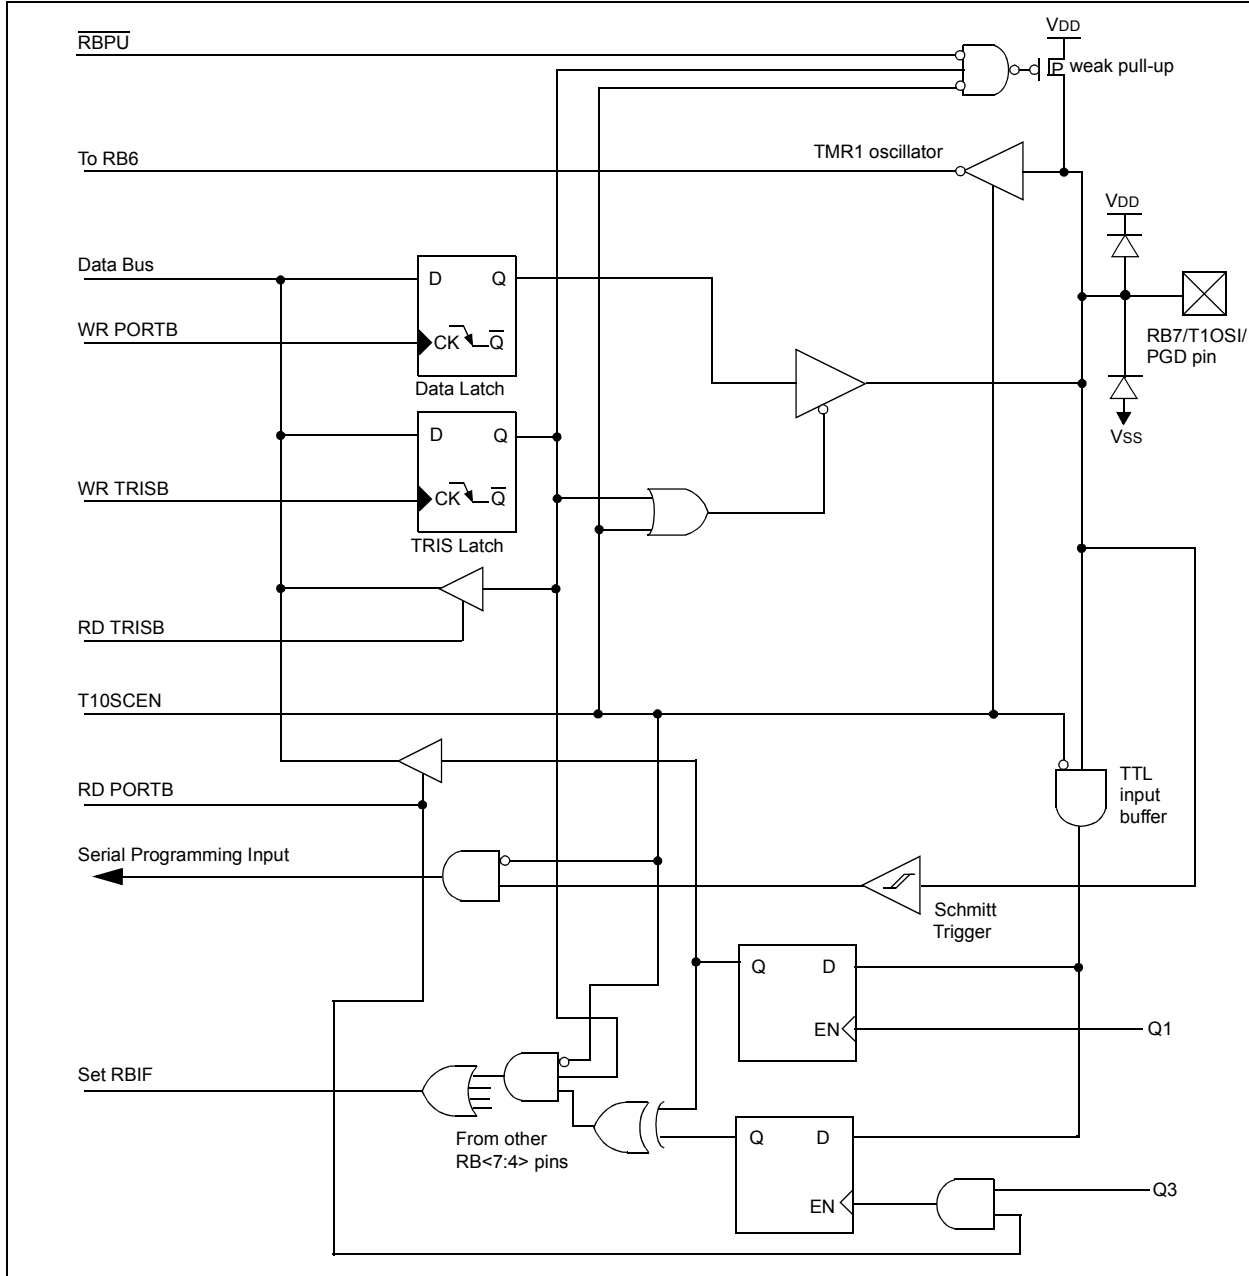 RBPU
VDD
P
weak pull-up
To RB6
TMR1 oscillator
VDD
Data Bus
D
Q
WR PORTB
CK
Q
Data Latch
RB7/T1OSI/
PGD pin
VSS
D
Q
WR TRISB
CK
Q
TRIS Latch
RD TRISB
T10SCEN
RD PORTB
TTL
input
buffer
Serial Programming Input
Schmitt
Trigger
Q
D
EN
Q1
Set RBIF
From other
RB<7:4> pins
Q
D
EN
Q3